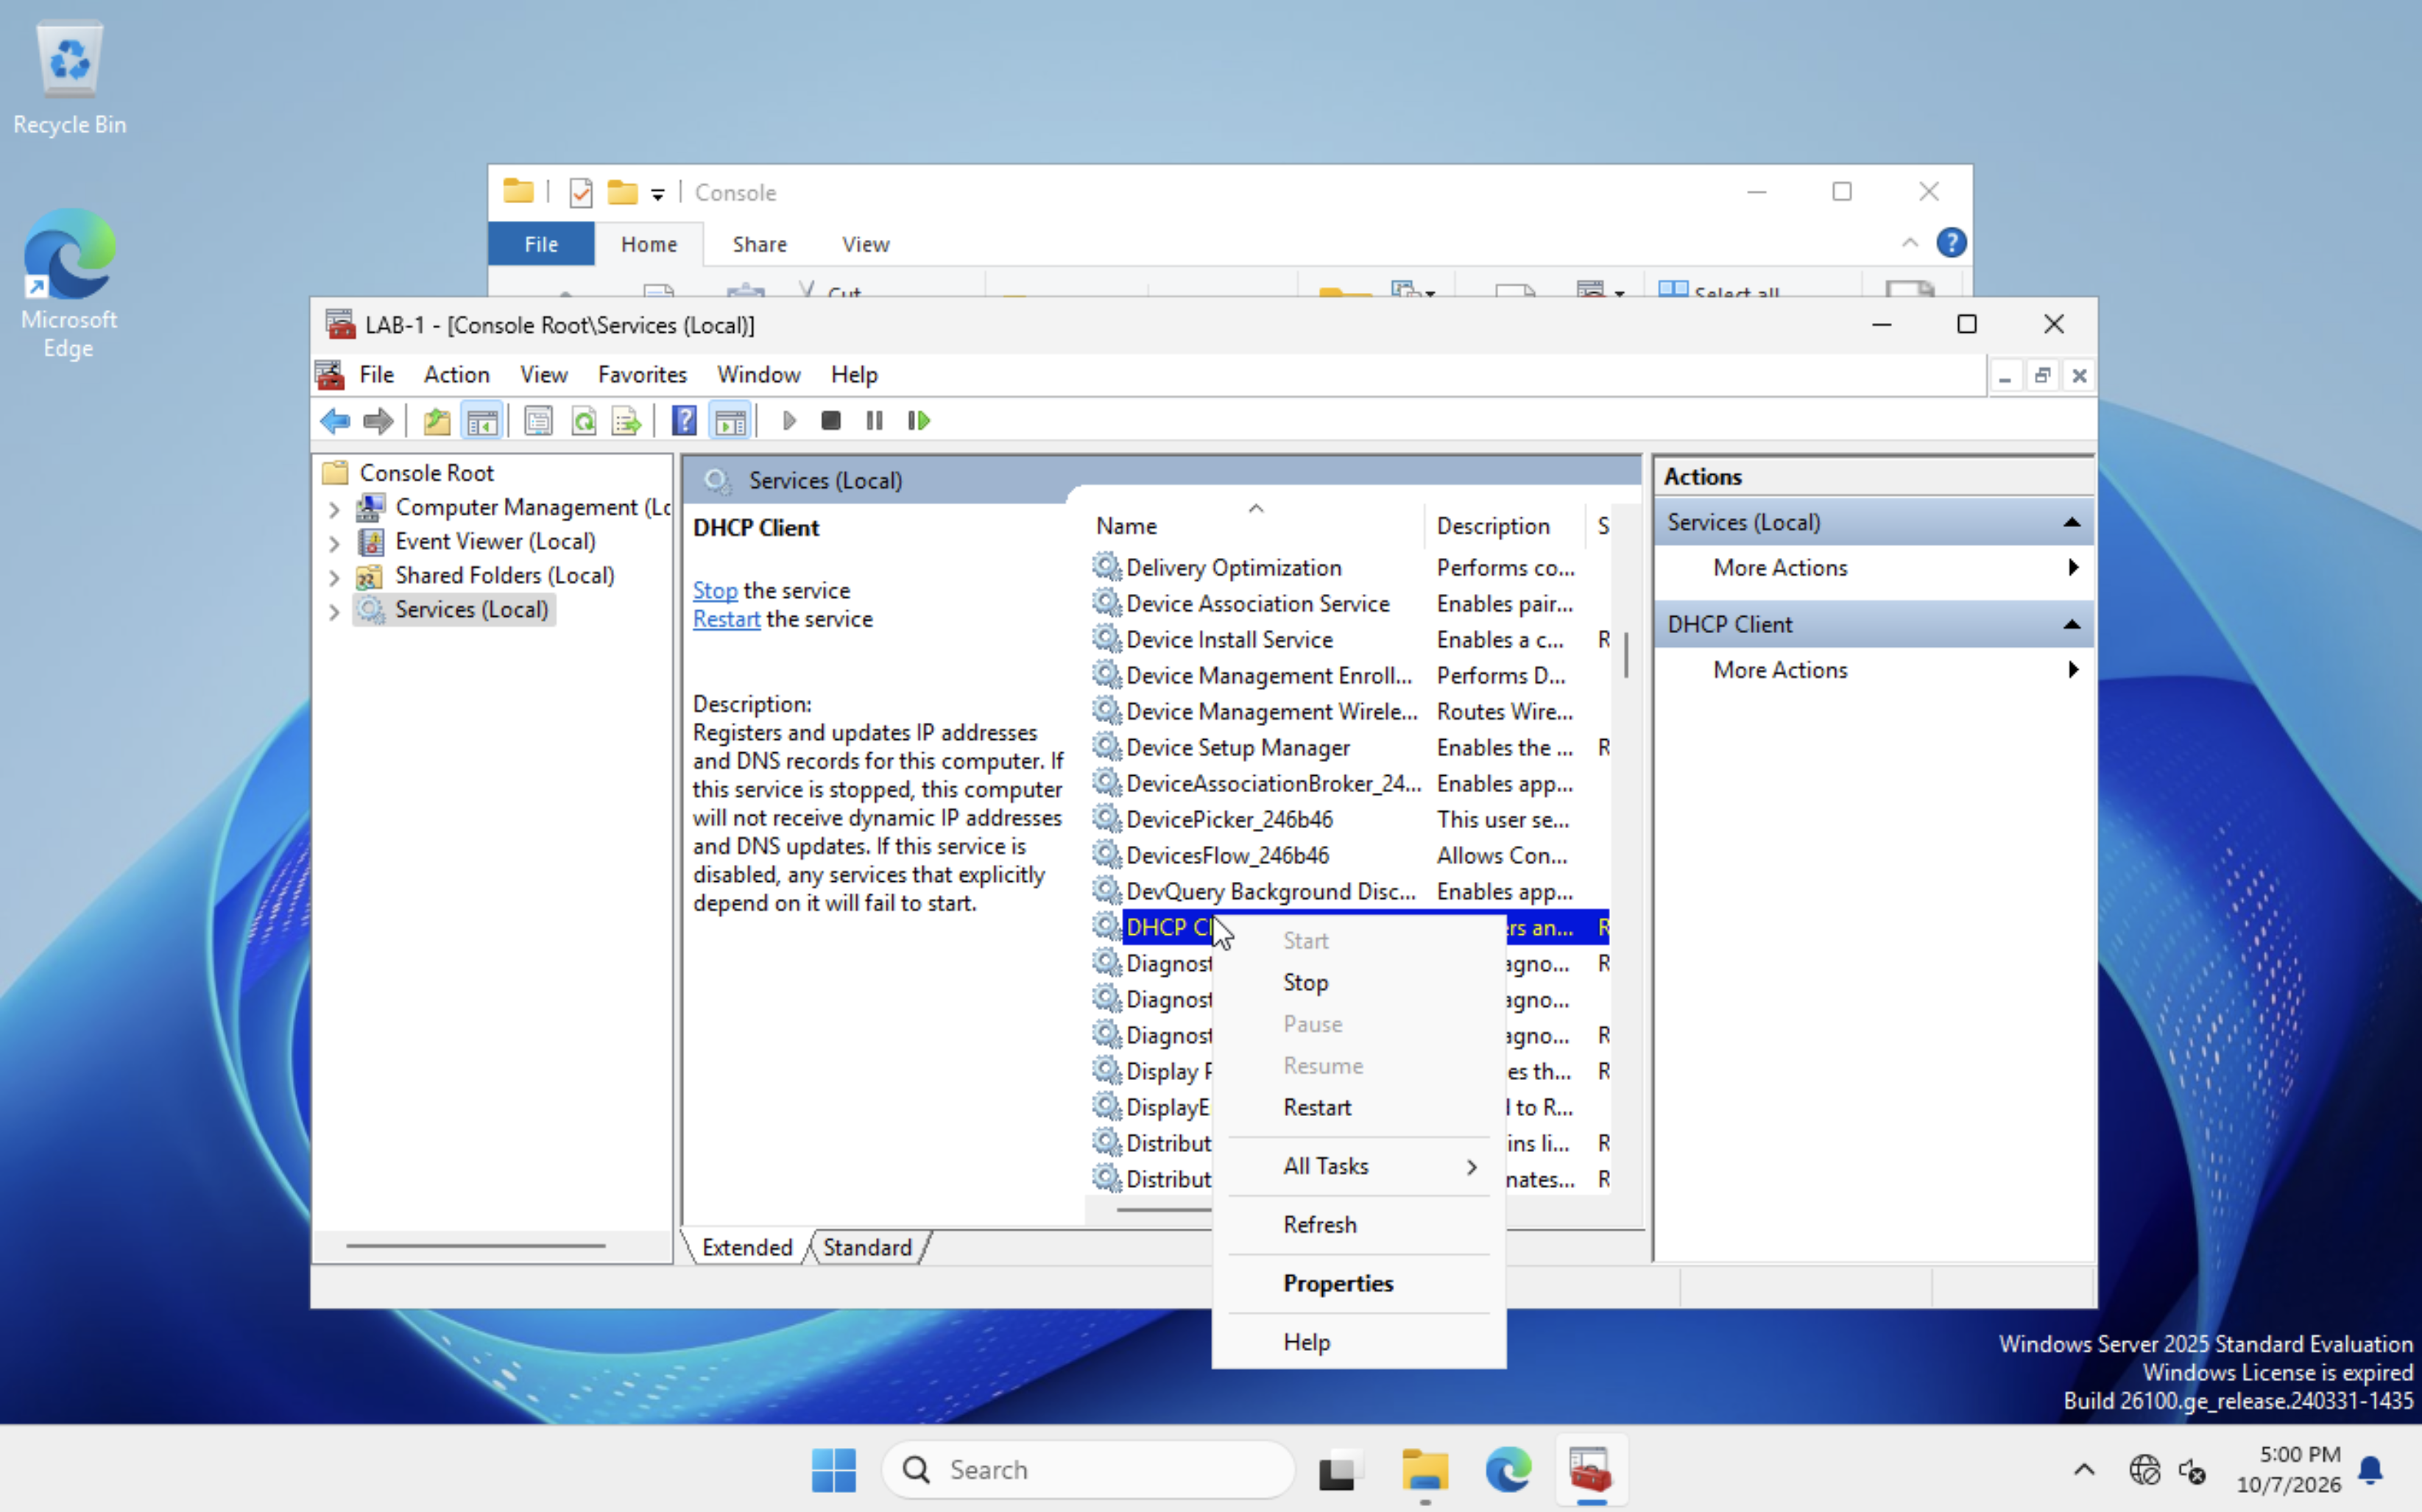 Recycle Bin
Microsoft
Edge
Console
File
Home
Share
View
Select all
LAB-1 - [Console Root\Services (Local)]
File
Action
View
Favorites
Window
Help
Console Root
Computer Management (Lo
Event Viewer (Local)
Shared Folders (Local)
Services (Local)
Services (Local)
DHCP Client
Stop the service
Restart the service
Description:
Registers and updates IP addresses
and DNS records for this computer. If
this service is stopped, this computer
will not receive dynamic IP addresses
and DNS updates. If this service is
disabled, any services that explicitly
depend on it will fail to start.
Name Description S
Delivery Optimization Performs co...
Device Association Service Enables pair...
Device Install Service Enables a c... R
Device Management Enroll... Performs D...
Device Management Wirele... Routes Wire...
Device Setup Manager Enables the ... R
DeviceAssociationBroker_24... Enables app...
DevicePicker_246b46 This user se...
DevicesFlow_246b46 Allows Con...
DevQuery Background Disc... Enables app...
DHCP Cl rs an... R
Diagnost agno... R
Diagnost agno...
Diagnost agno... R
Display P es th... R
DisplayE l to R...
Distribut ins li... R
Distribut nates... R
Start
Stop
Pause
Resume
Restart
All Tasks
Refresh
Properties
Help
Extended
Standard
Actions
Services (Local)
More Actions
DHCP Client
More Actions
Windows Server 2025 Standard Evaluation
Windows License is expired
Build 26100.ge_release.240331-1435
Search
5:00 PM
10/7/2026